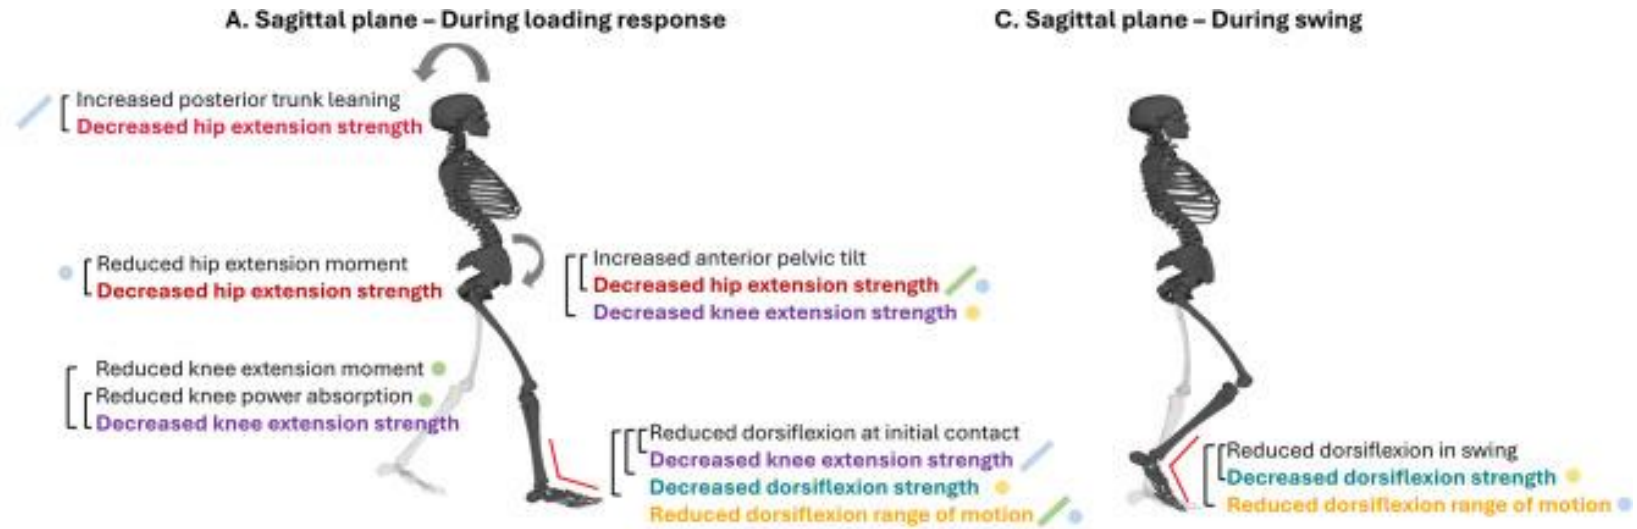 A. Sagittal plane – During loading response
Increased posterior trunk leaning
Decreased hip extension strength
Reduced hip extension moment
Decreased hip extension strength
Increased anterior pelvic tilt
Decreased hip extension strength
Decreased knee extension strength
Reduced knee extension moment
Reduced knee power absorption
Decreased knee extension strength
Reduced dorsiflexion at initial contact
Decreased knee extension strength
Decreased dorsiflexion strength
Reduced dorsiflexion range of motion
C. Sagittal plane – During swing
Reduced dorsiflexion in swing
Decreased dorsiflexion strength
Reduced dorsiflexion range of motion